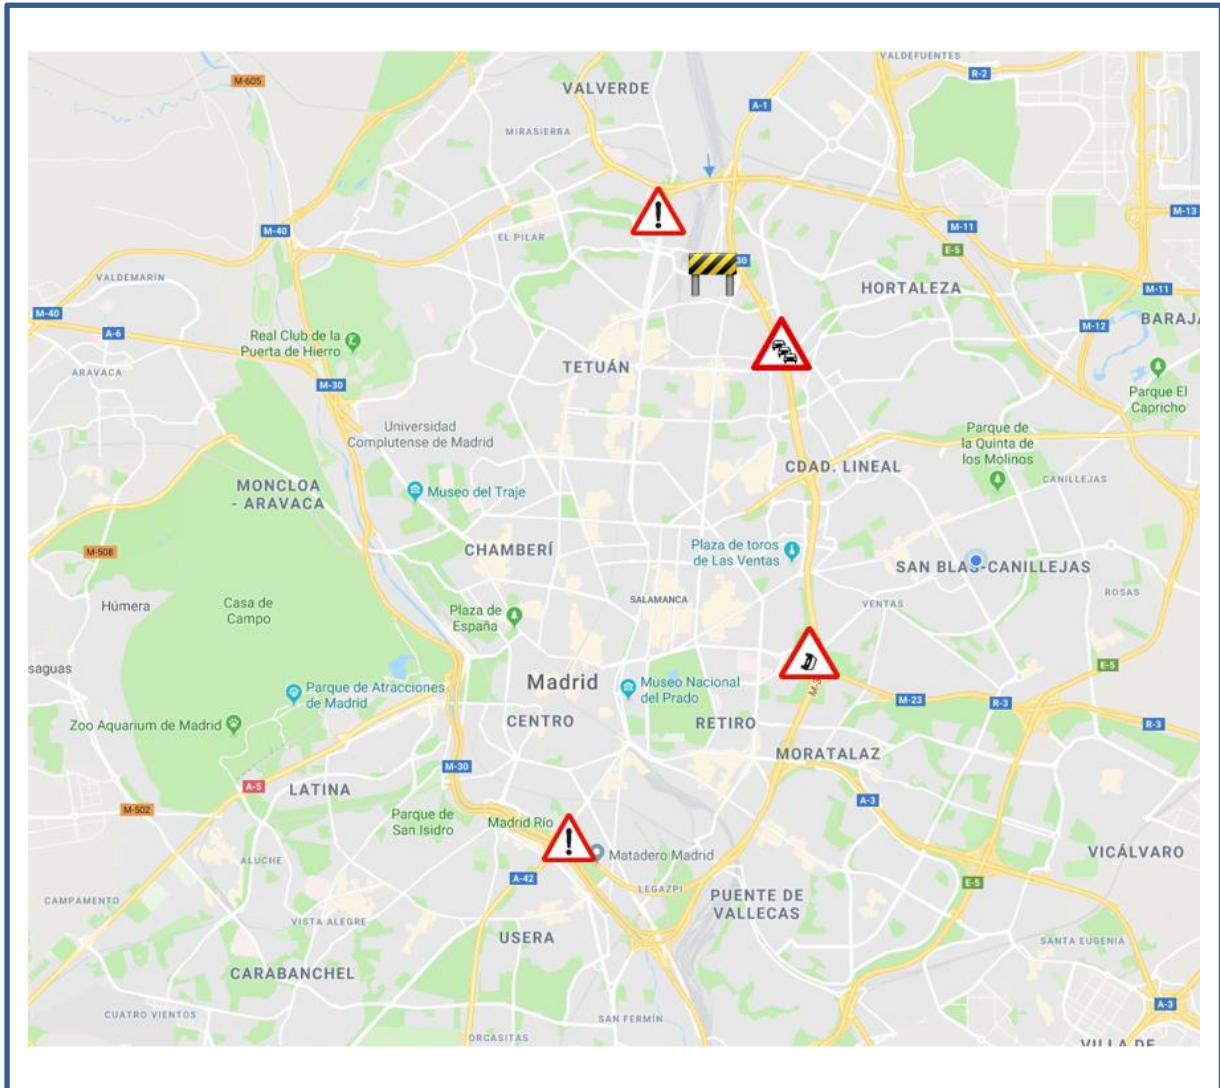 VALDEFUENTES
M-605
R-2
VALVERDE
A-1
MIRASIERRA
M-13
M-11
M-40
EL PILAR
E-5
30
VALDEMARÍN
HORTALEZA
M-11
M-40
M-12
BARAJA
A-6
Real Club de la
Puerta de Hierro
TETUÁN
ARAVACA
M-30
Parque El
Capricho
Universidad
Complutense de Madrid
Parque de
la Quinta de
los Molinos
CDAD. LINEAL
CANILLEJAS
MONCLOA
- ARAVACA
Museo del Traje
M-508
CHAMBERÍ
Plaza de toros
de Las Ventas
SAN BLAS-CANILLEJAS
ROSAS
Húmera
Casa de
Campo
Plaza de
España
SALAMANCA
VENTAS
saguas
E-5
Madrid
Parque de Atracciones
de Madrid
Museo Nacional
del Prado
M-3
M-23
R-3
R-3
Zoo Aquarium de Madrid
CENTRO
RETIRO
MORATALAZ
M-30
A-5
LATINA
A-3
M-502
Parque de
San Isidro
Madrid Río
ALUCHE
Matadero Madrid
VICÁLVARO
A-42
LEGAZPI
E-5
CAMPAMENTO
PUENTE DE
VALLECAS
VISTA ALEGRE
USERA
SANTA EUGENIA
CARABANCHEL
A-3
CUATRO VIENTOS
SAN FERMÍN
ORCASITAS
VILLA DE